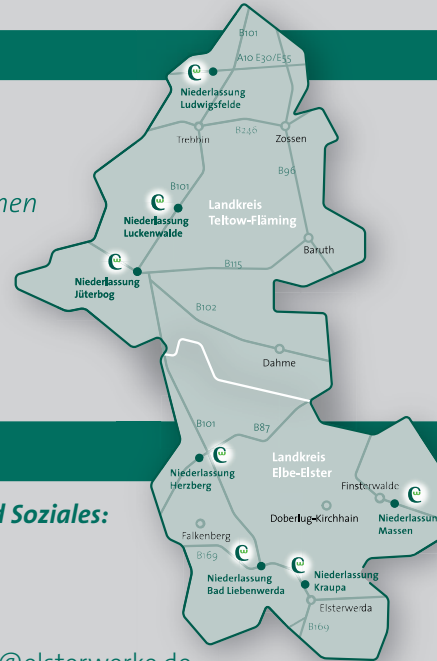 B101
A10 E30/E55
Niederlassung
Ludwigsfelde
B246
Trebbin
Zossen
B96
B101
Landkreis
Teltow-Fläming
Niederlassung
Luckenwalde
Baruth
B115
Niederlassung
Jüterbog
B102
Dahme
B101
B87
Landkreis
Elbe-Elster
Niederlassung
Herzberg
Finsterwalde
Niederlassun
Massen
Doberlug-Kirchhain
Falkenberg
Soziales:
B169
Niederlassung
Bad Liebenwerda
Niederlassung
Kraupa
Elsterwerda
B169
@elsterwerke.de